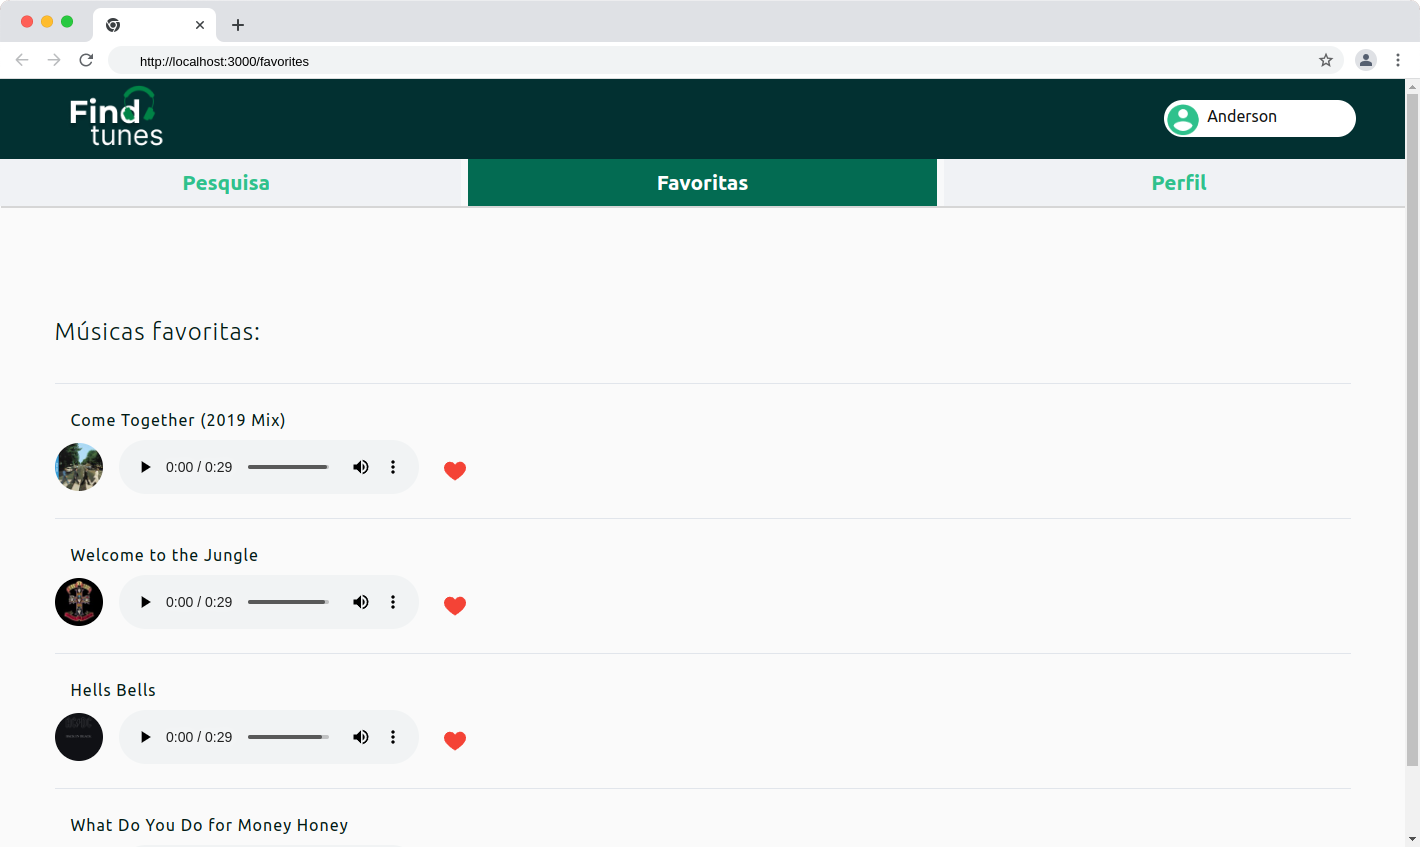 http://localhost:3000/favorites
Find
tunes
Anderson
Pesquisa
Favoritas
Perfil
Músicas favoritas:
Come Together (2019 Mix)
0:00 / 0:29
Welcome to the Jungle
0:00 / 0:29
Hells Bells
0:00 / 0:29
What Do You Do for Money Honey